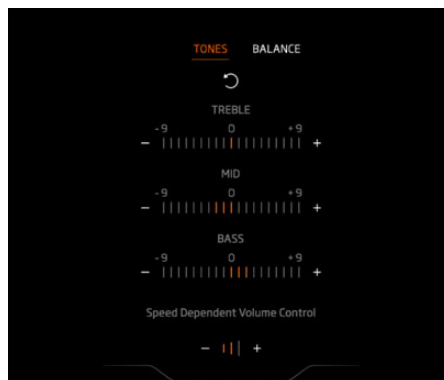 TONES BALANCE
TREBLE
-9 0 +9
- +
MID
-9 0 +9
- +
BASS
-9 0 +9
- +
Speed Dependent Volume Control
- +